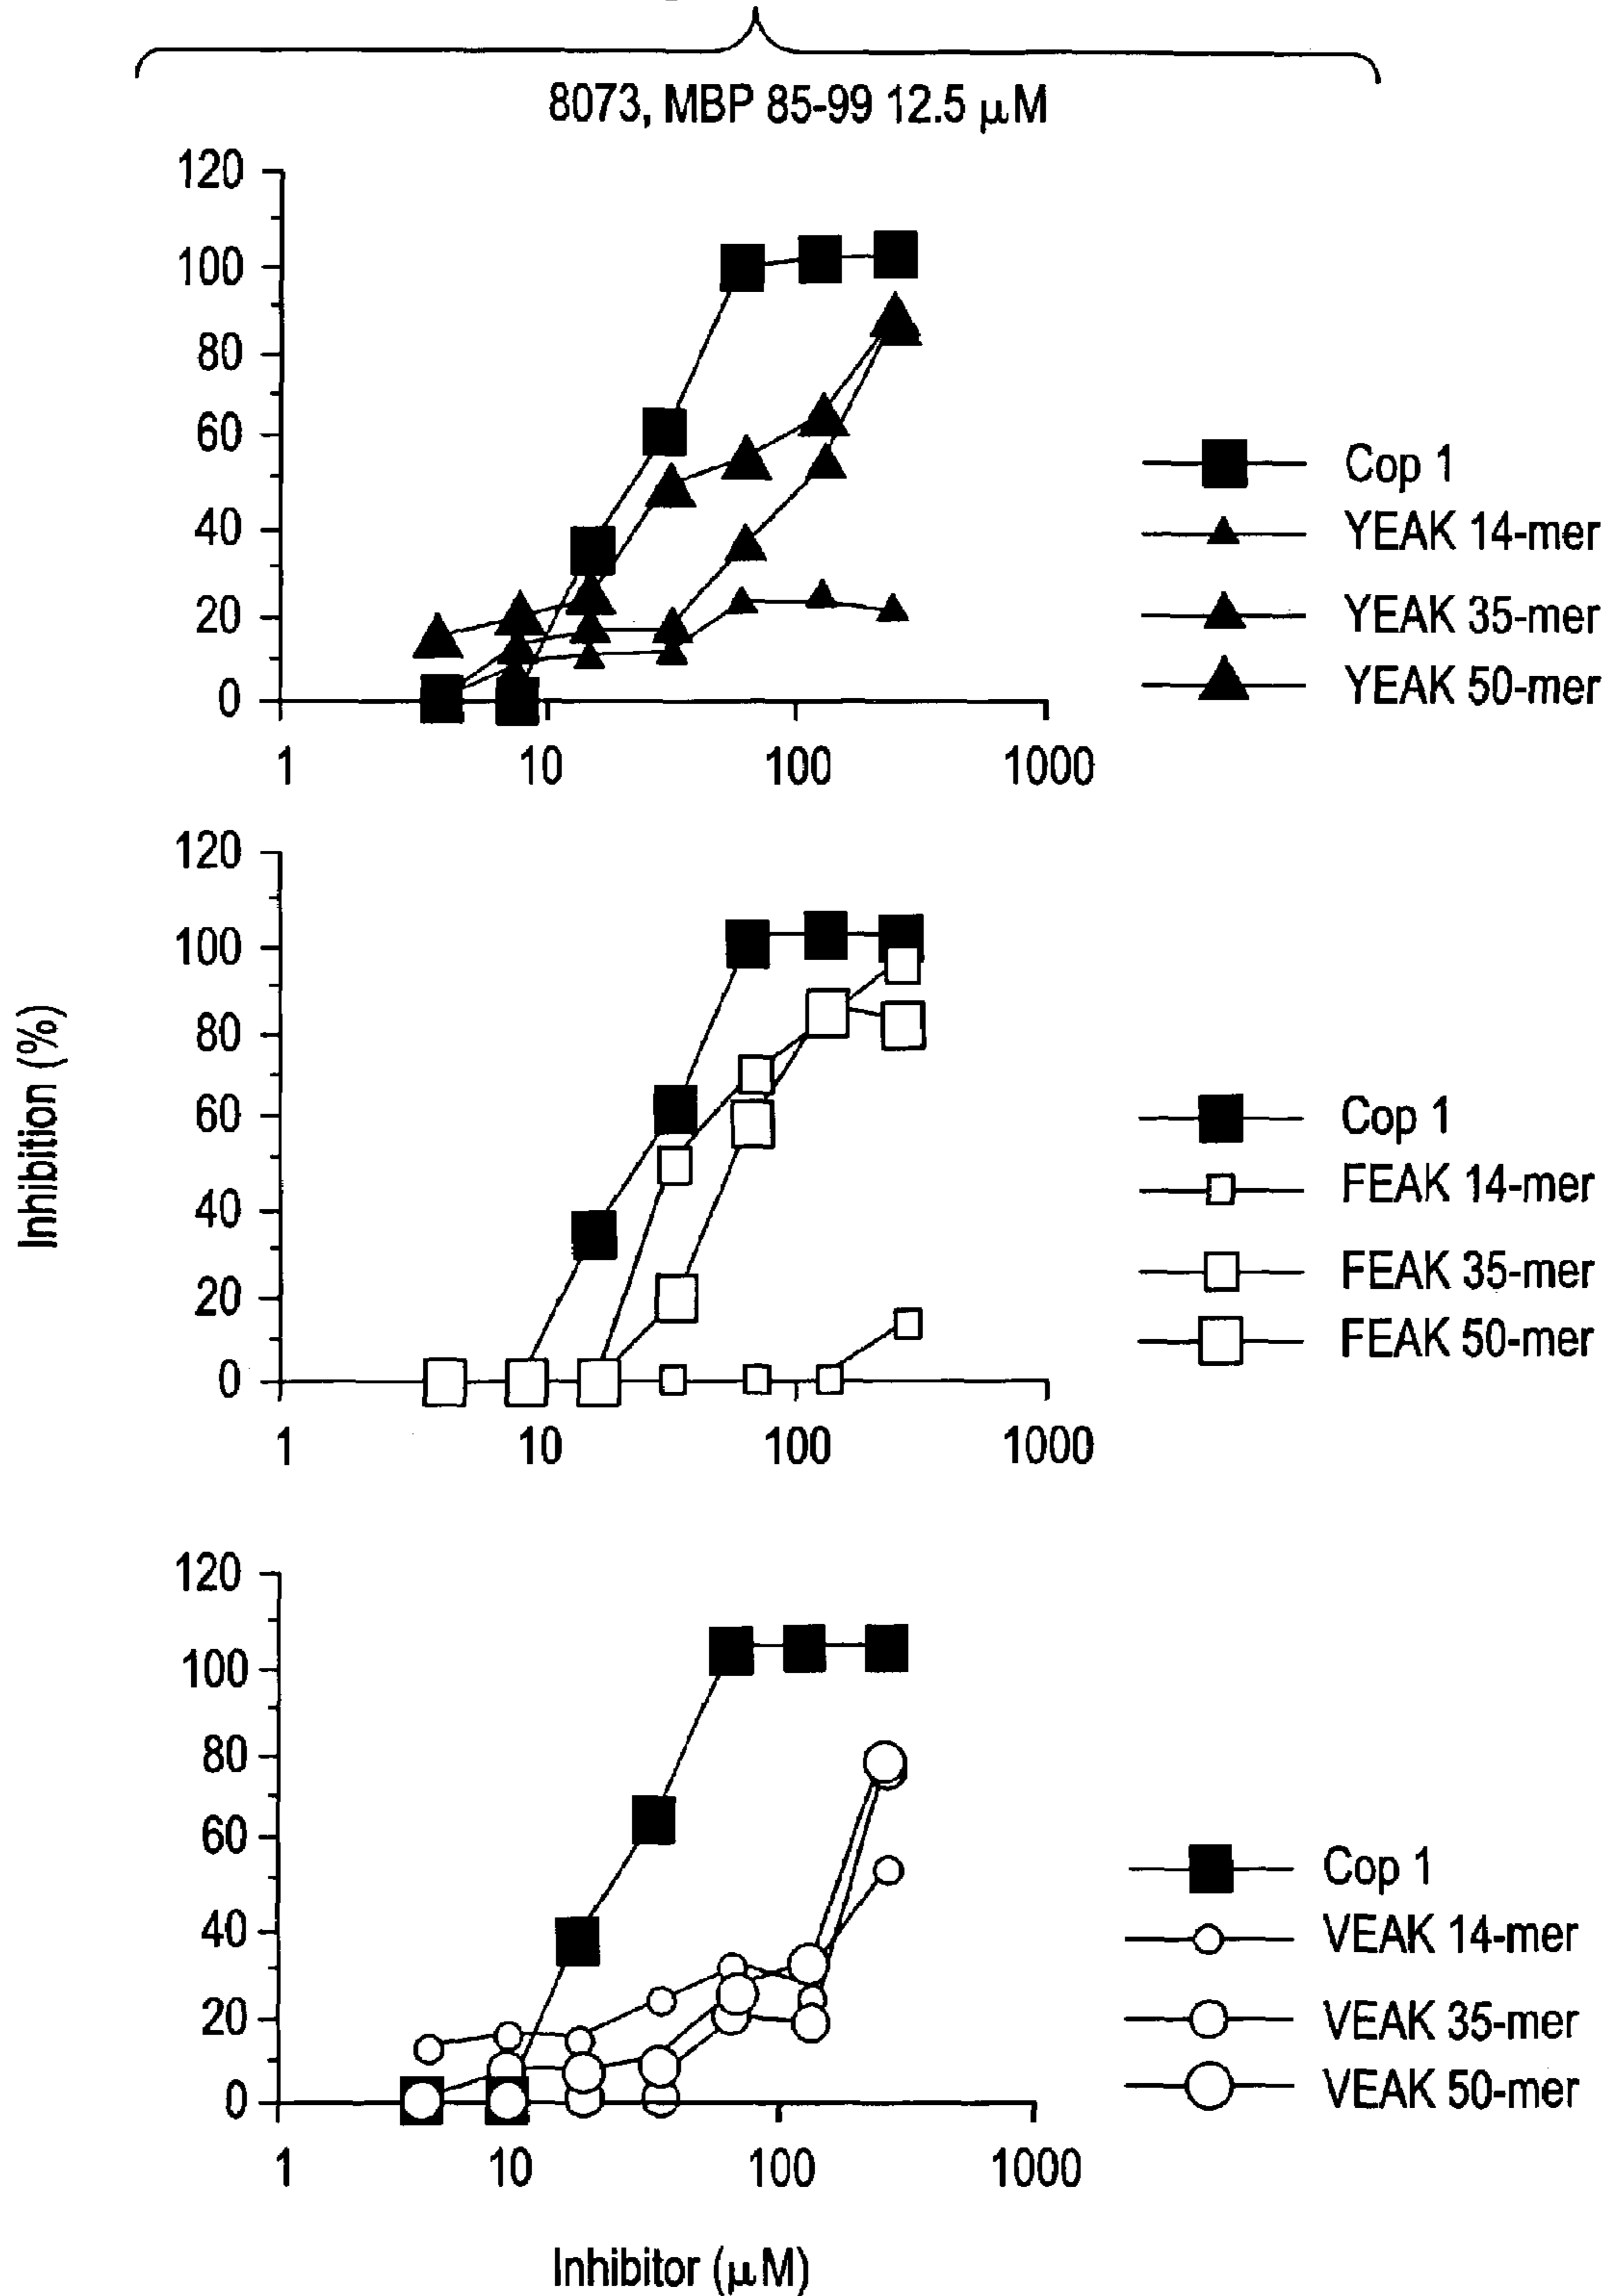 8073, MBP 85-99 12.5 μM
120
100
80
60
40
20
0
1 10 100 1000
Cop 1
YEAK 14-mer
YEAK 35-mer
YEAK 50-mer
Inhibition (%)
120
100
80
60
40
20
0
1 10 100 1000
Cop 1
FEAK 14-mer
FEAK 35-mer
FEAK 50-mer
120
100
80
60
40
20
0
1 10 100 1000
Cop 1
VEAK 14-mer
VEAK 35-mer
VEAK 50-mer
Inhibitor (μM)